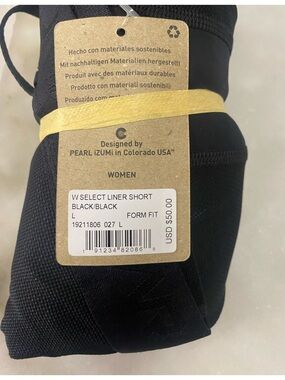 Hecho con materiales sostenibles
Mit nachhaltigen Materialien hergestellt
Produit avec des matériaux durables
Prodotto con materiali sostenibili
Produzido com
Designed by
PEARL iZUMi in Colorado USA™
WOMEN
W SELECT LINER SHORT
BLACK/BLACK
L FORM FIT
19211806 027 L
USD $50.00